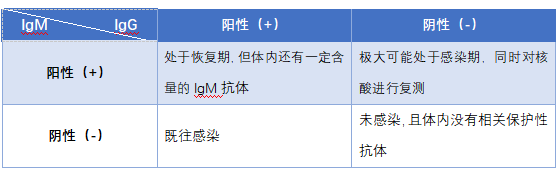 IgM IgG 阳性（+） 阴性（-）
阳性（+） 处于恢复期，但体内还有一定含 极大可能处于感染期，同时对核
量的 IgM 抗体 酸进行复测
阴性（-） 既往感染 未感染，且体内没有相关保护性
抗体